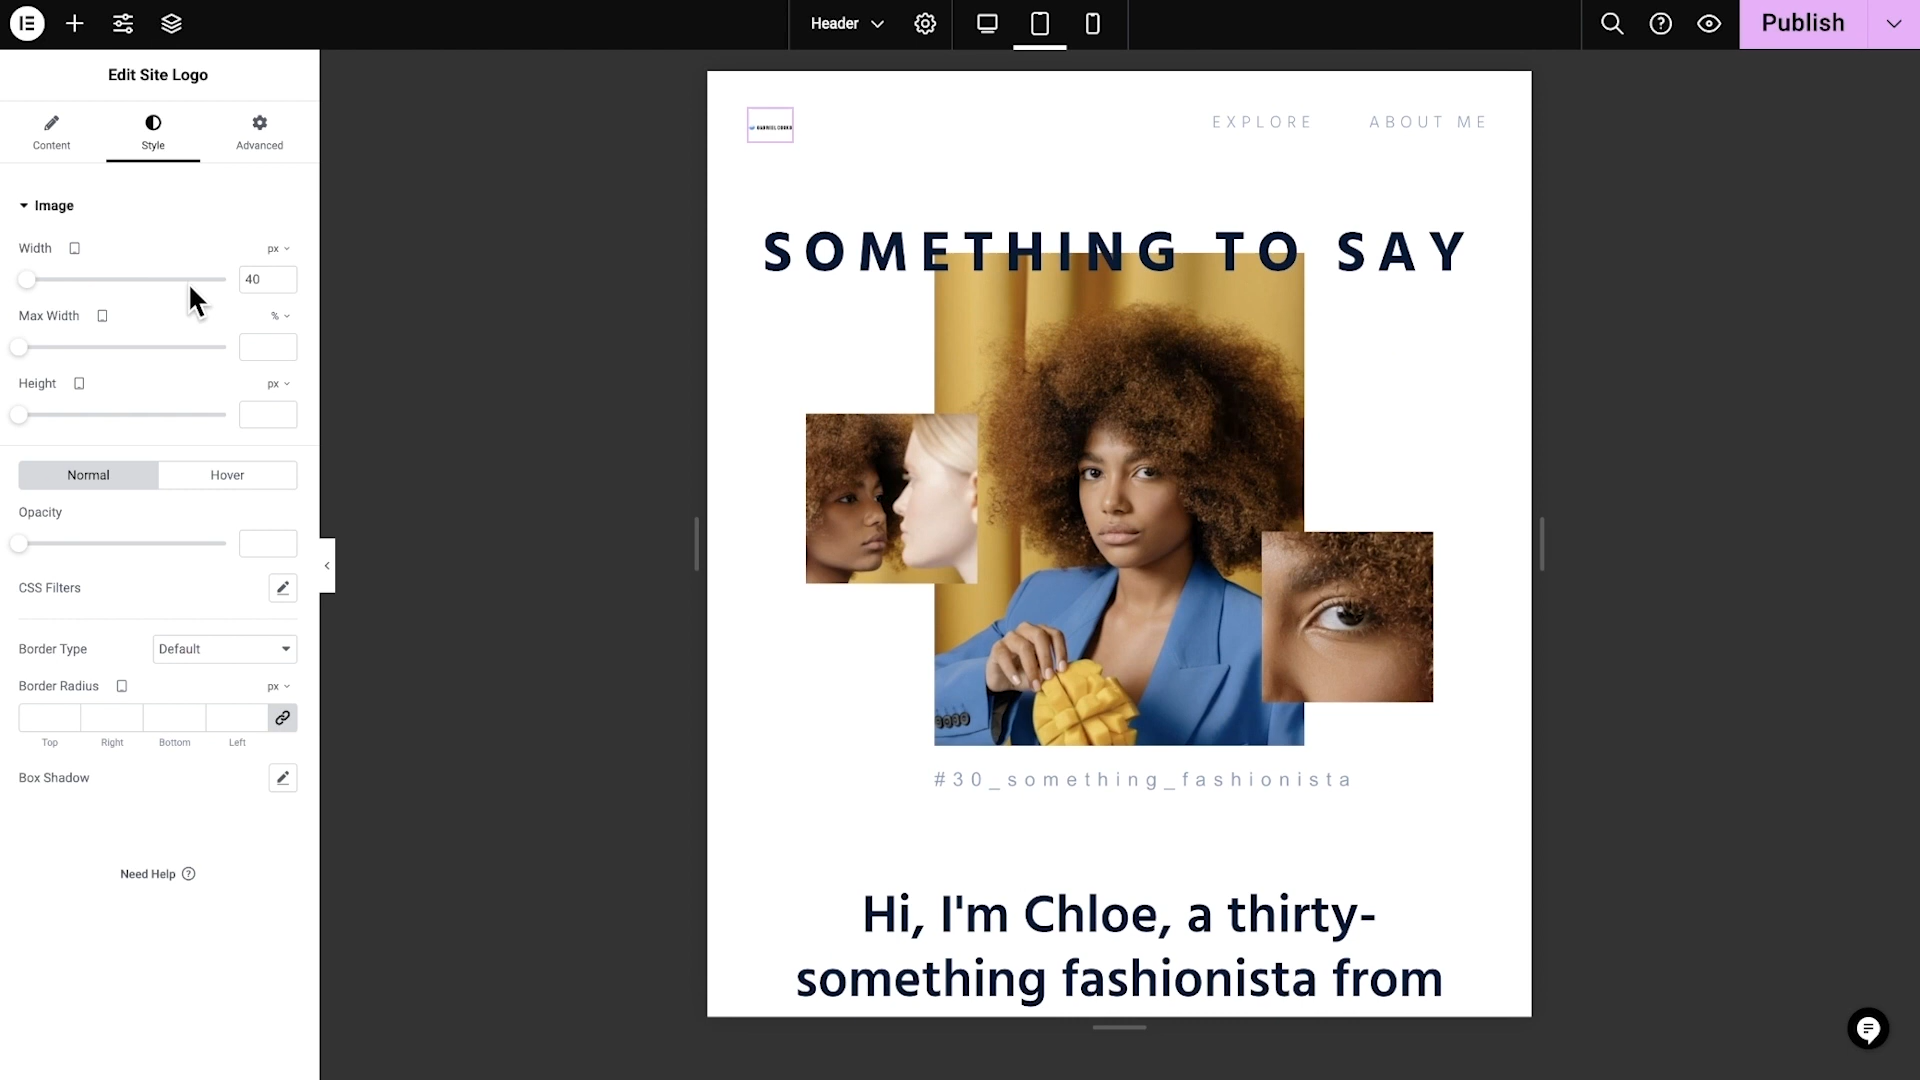 Header
Publish
Edit Site Logo
Content
Style
Advanced
Image
Width
px
40
Max Width
%
Height
px
Normal
Hover
Opacity
CSS Filters
Border Type
Default
Border Radius
px
Top
Right
Bottom
Left
Box Shadow
Need Help
EXPLORE
ABOUT ME
SOMETHING TO SAY
#30_something_fashionista
Hi, I'm Chloe, a thirty-
something fashionista from